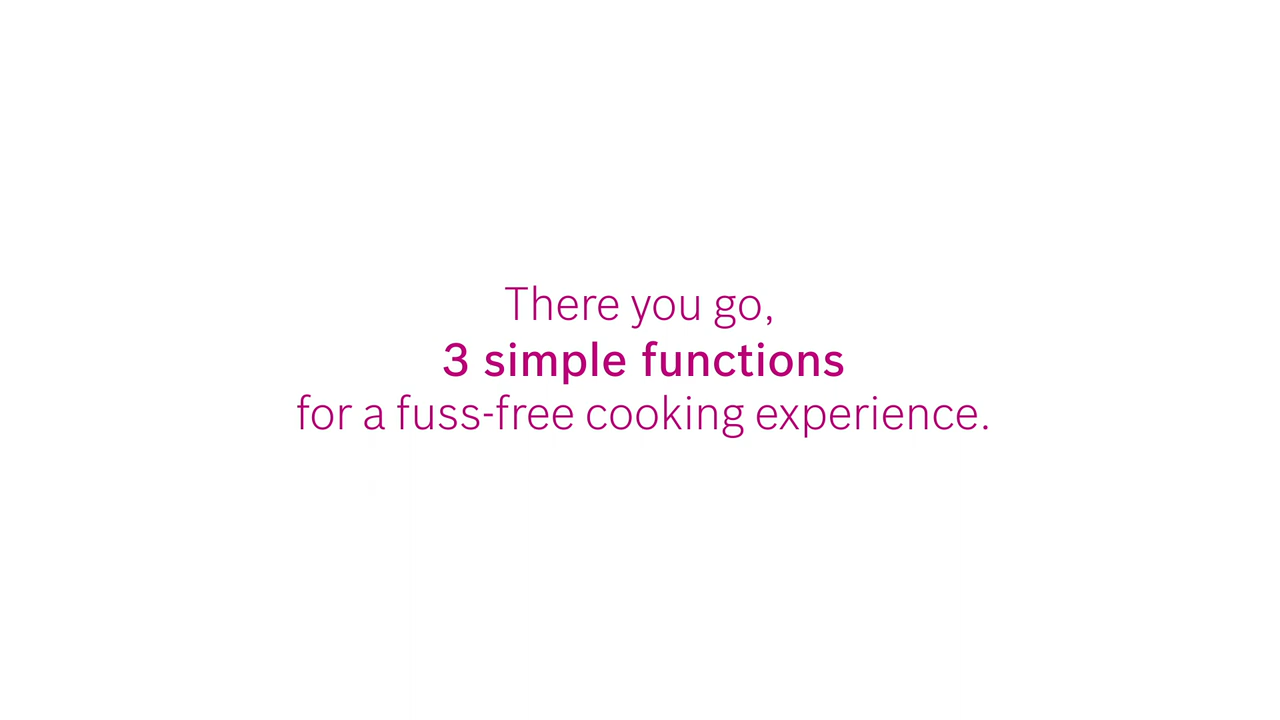 There you go,
3 simple functions
for a fuss-free cooking experience.